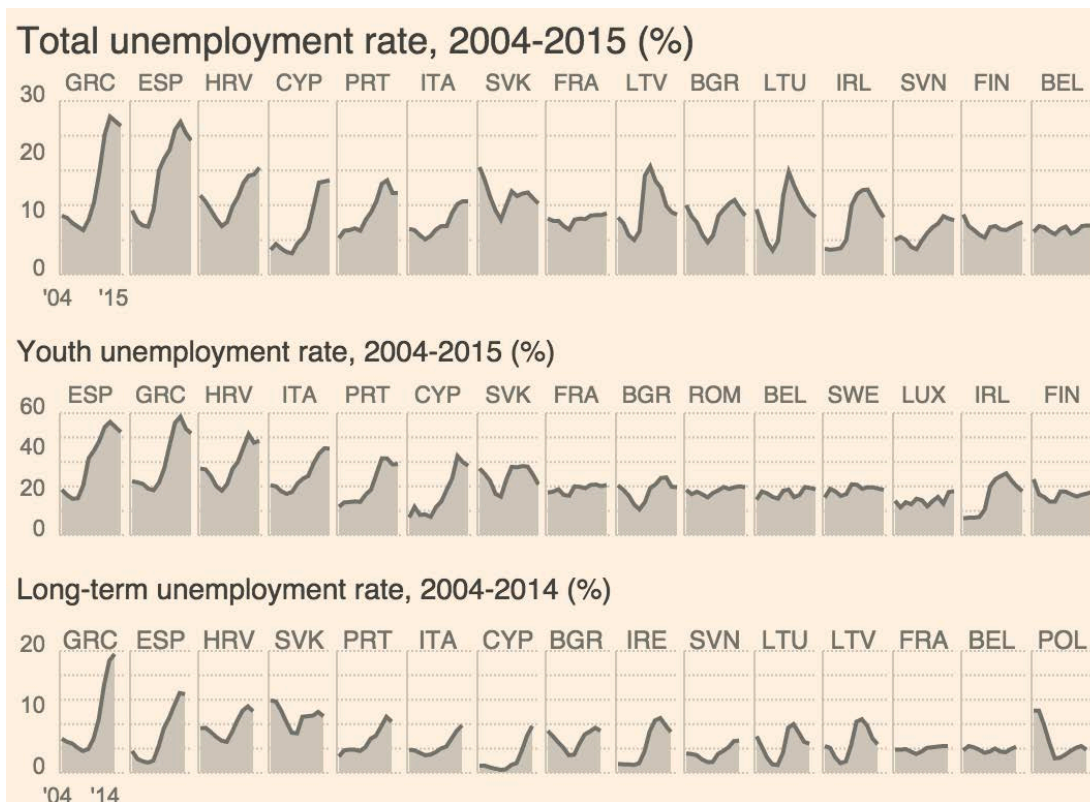 Total unemployment rate, 2004-2015 (%)
GRC ESP HRV CYP PRT ITA SVK FRA LTV BGR LTU IRL SVN FIN BEL
30
20
10
0
'04 '15
Youth unemployment rate, 2004-2015 (%)
ESP GRC HRV ITA PRT CYP SVK FRA BGR ROM BEL SWE LUX IRL FIN
60
40
20
0
Long-term unemployment rate, 2004-2014 (%)
GRC ESP HRV SVK PRT ITA CYP BGR IRE SVN LTU LTV FRA BEL POL
20
10
0
'04 '14